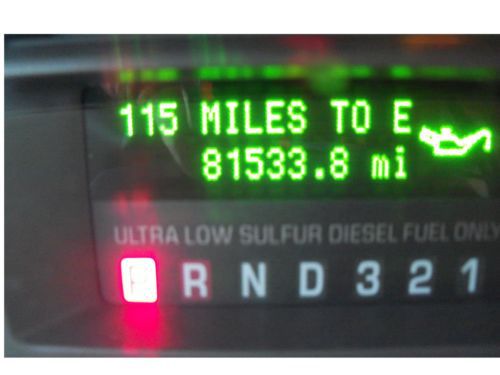 115 MILES TO E
81533.8 mi
ULTRA LOW SULFUR DIESEL FUEL ONLY
P R N D 3 2 1